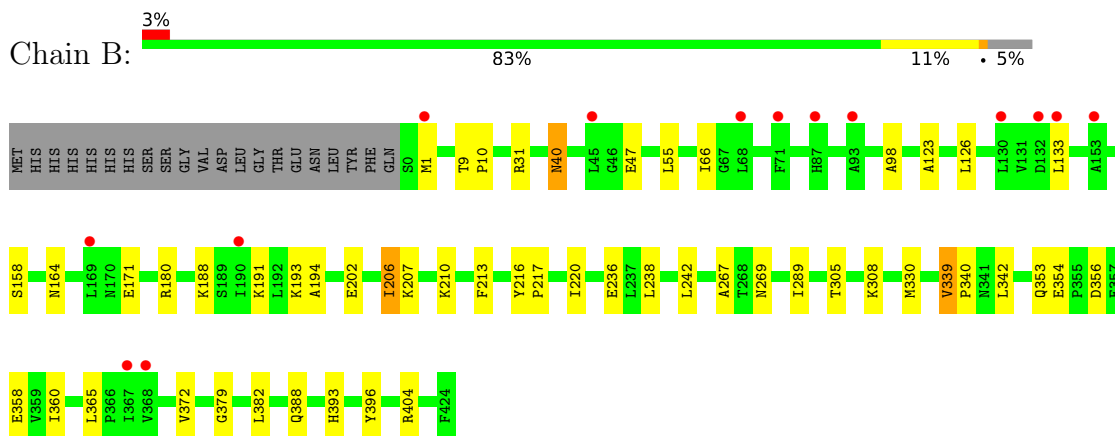 3%
Chain B:
83% 11% • 5%
MET HIS HIS HIS HIS HIS HIS SER SER GLY VAL ASP LEU GLY THR GLU ASN LEU TYR PHE GLN S0 M1 T9 P10 R31 N40 L45 G46 E47 L55 I66 G67 L68 F71 H87 A93 A98 A123 L126 L130 V131 D132 L133 A153
S158 N164 L169 N170 E171 R180 K188 S189 I190 K191 L192 K193 A194 E202 I206 K207 K210 F213 Y216 P217 I220 E236 L237 L238 L242 A267 T268 N269 I289 T305 K308 M330 V339 P340 N341 L342 Q353 E354 P355 D356 E357
E358 V359 I360 L365 P366 I367 V368 V372 G379 L382 Q388 H393 Y396 R404 F424